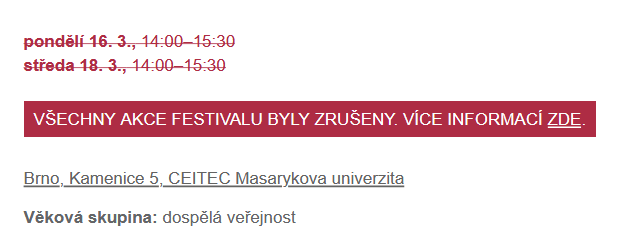 pondělí 16. 3., 14:00–15:30
středa 18. 3., 14:00–15:30
VŠECHNY AKCE FESTIVALU BYLY ZRUŠENY. VÍCE INFORMACÍ ZDE.
Brno, Kamenice 5, CEITEC Masarykova univerzita
Věková skupina: dospělá veřejnost